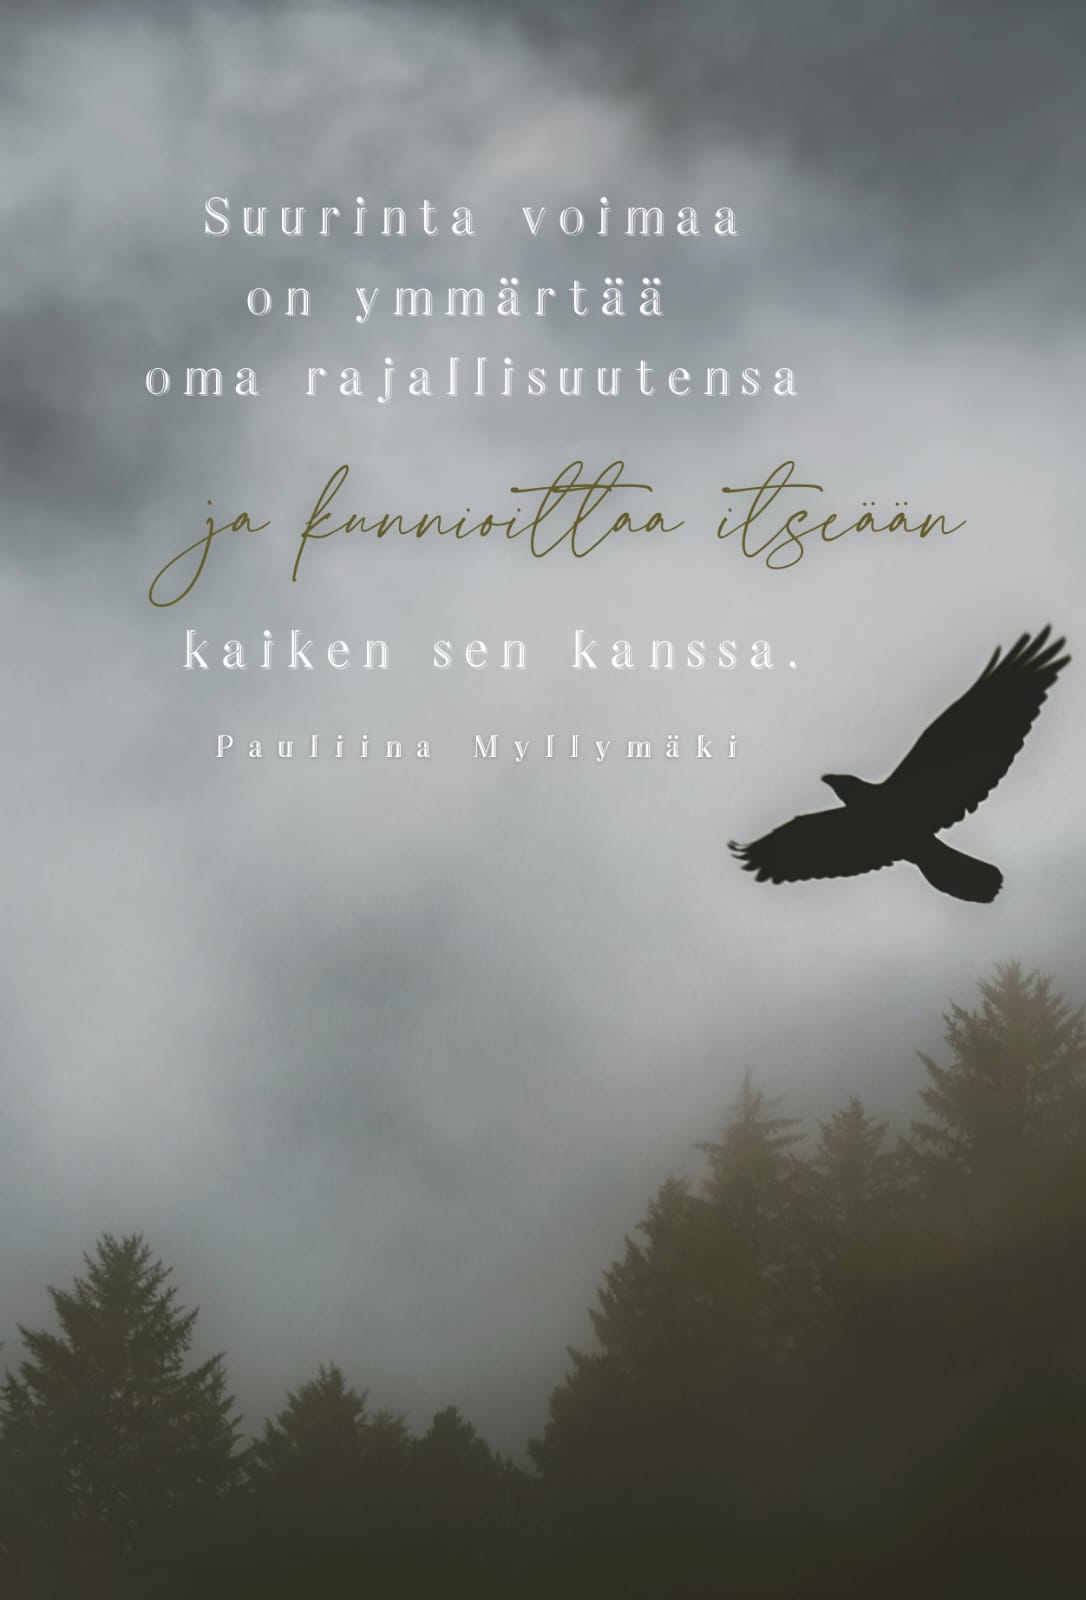 Suurinta voimaa
on ymmärtää
oma rajallisuutensa
ja kunnioittaa itseään
kaiken sen kanssa.
Pauliina Myllymäki